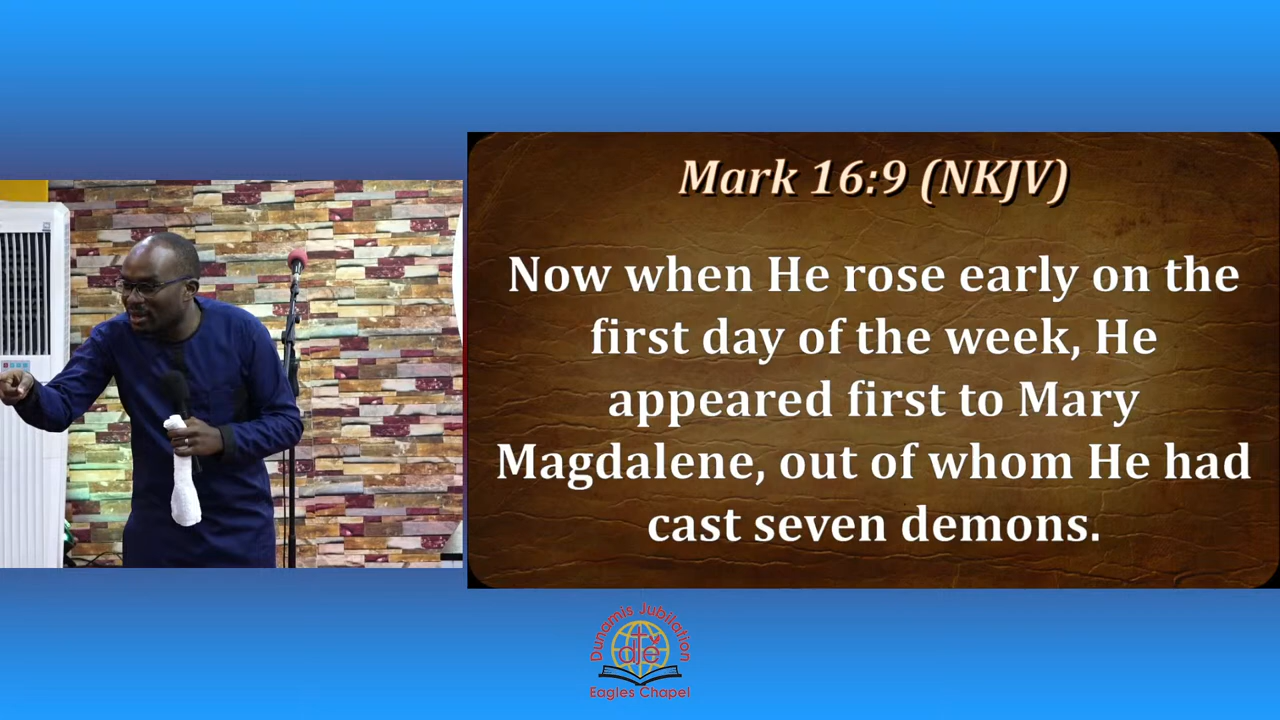 Mark 16:9 (NKJV)
Now when He rose early on the
first day of the week, He
appeared first to Mary
Magdalene, out of whom He had
cast seven demons.
Dunamis Jubilation
dje
Eagles Chapel